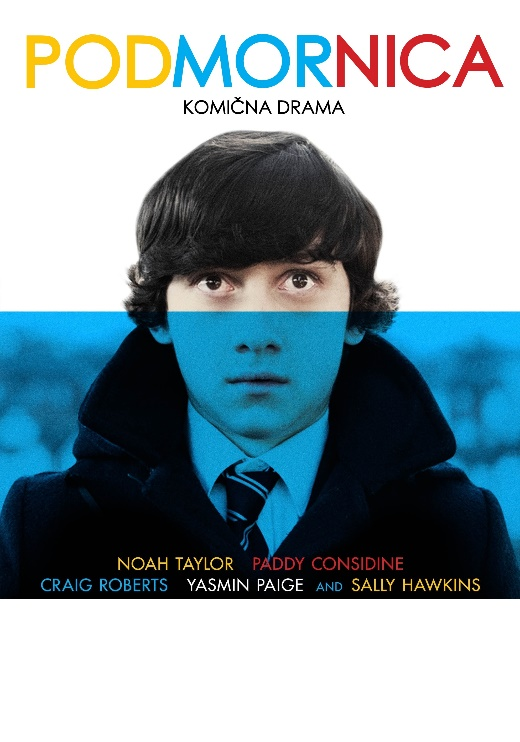 PODMORNICA
KOMIČNA DRAMA
NOAH TAYLOR PADDY CONSIDINE
CRAIG ROBERTS YASMIN PAIGE AND SALLY HAWKINS